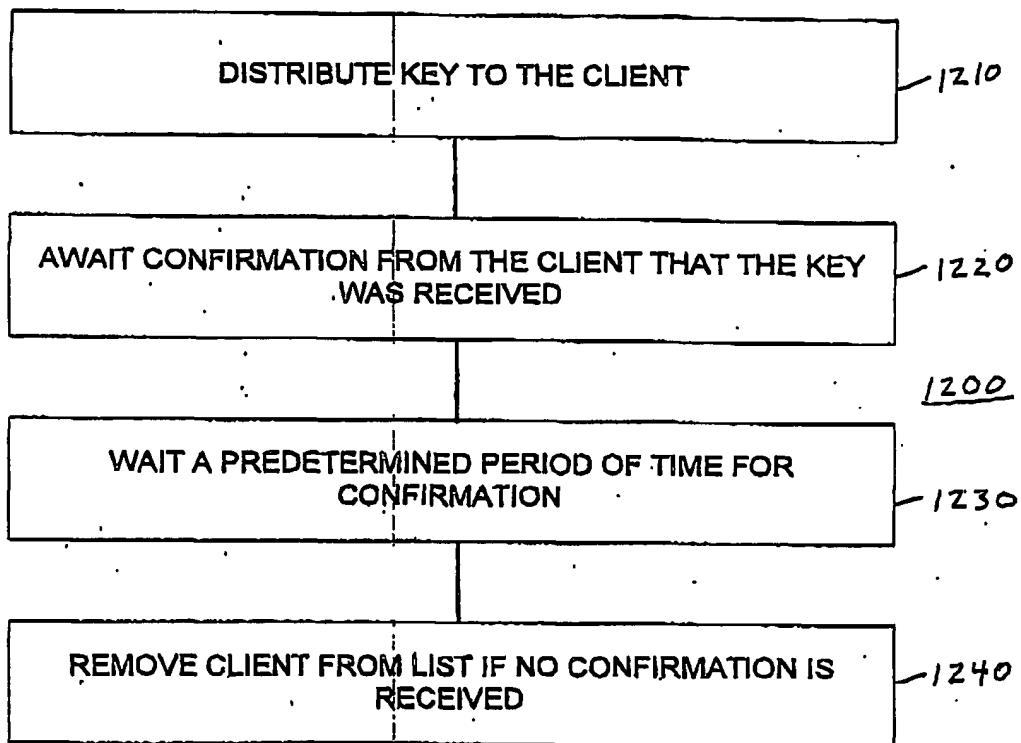 DISTRIBUTE KEY TO THE CLIENT
1210
AWAIT CONFIRMATION FROM THE CLIENT THAT THE KEY
WAS RECEIVED
1220
1200
WAIT A PREDETERMINED PERIOD OF TIME FOR
CONFIRMATION
1230
REMOVE CLIENT FROM LIST IF NO CONFIRMATION IS
RECEIVED
1240